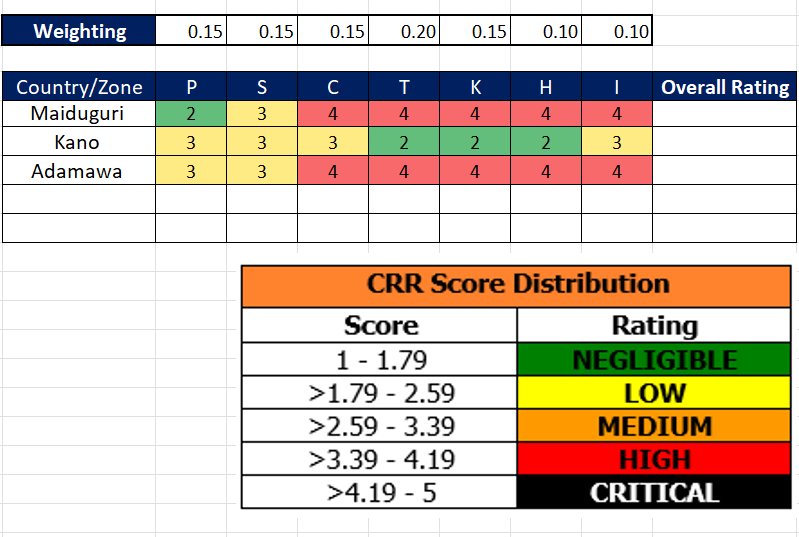 Weighting 0.15 0.15 0.15 0.20 0.15 0.10 0.10
Country/Zone P S C T K H I Overall Rating
Maiduguri 2 3 4 4 4 4 4
Kano 3 3 3 2 2 2 3
Adamawa 3 3 4 4 4 4 4
CRR Score Distribution
Score Rating
1 - 1.79 NEGLIGIBLE
>1.79 - 2.59 LOW
>2.59 - 3.39 MEDIUM
>3.39 - 4.19 HIGH
>4.19 - 5 CRITICAL